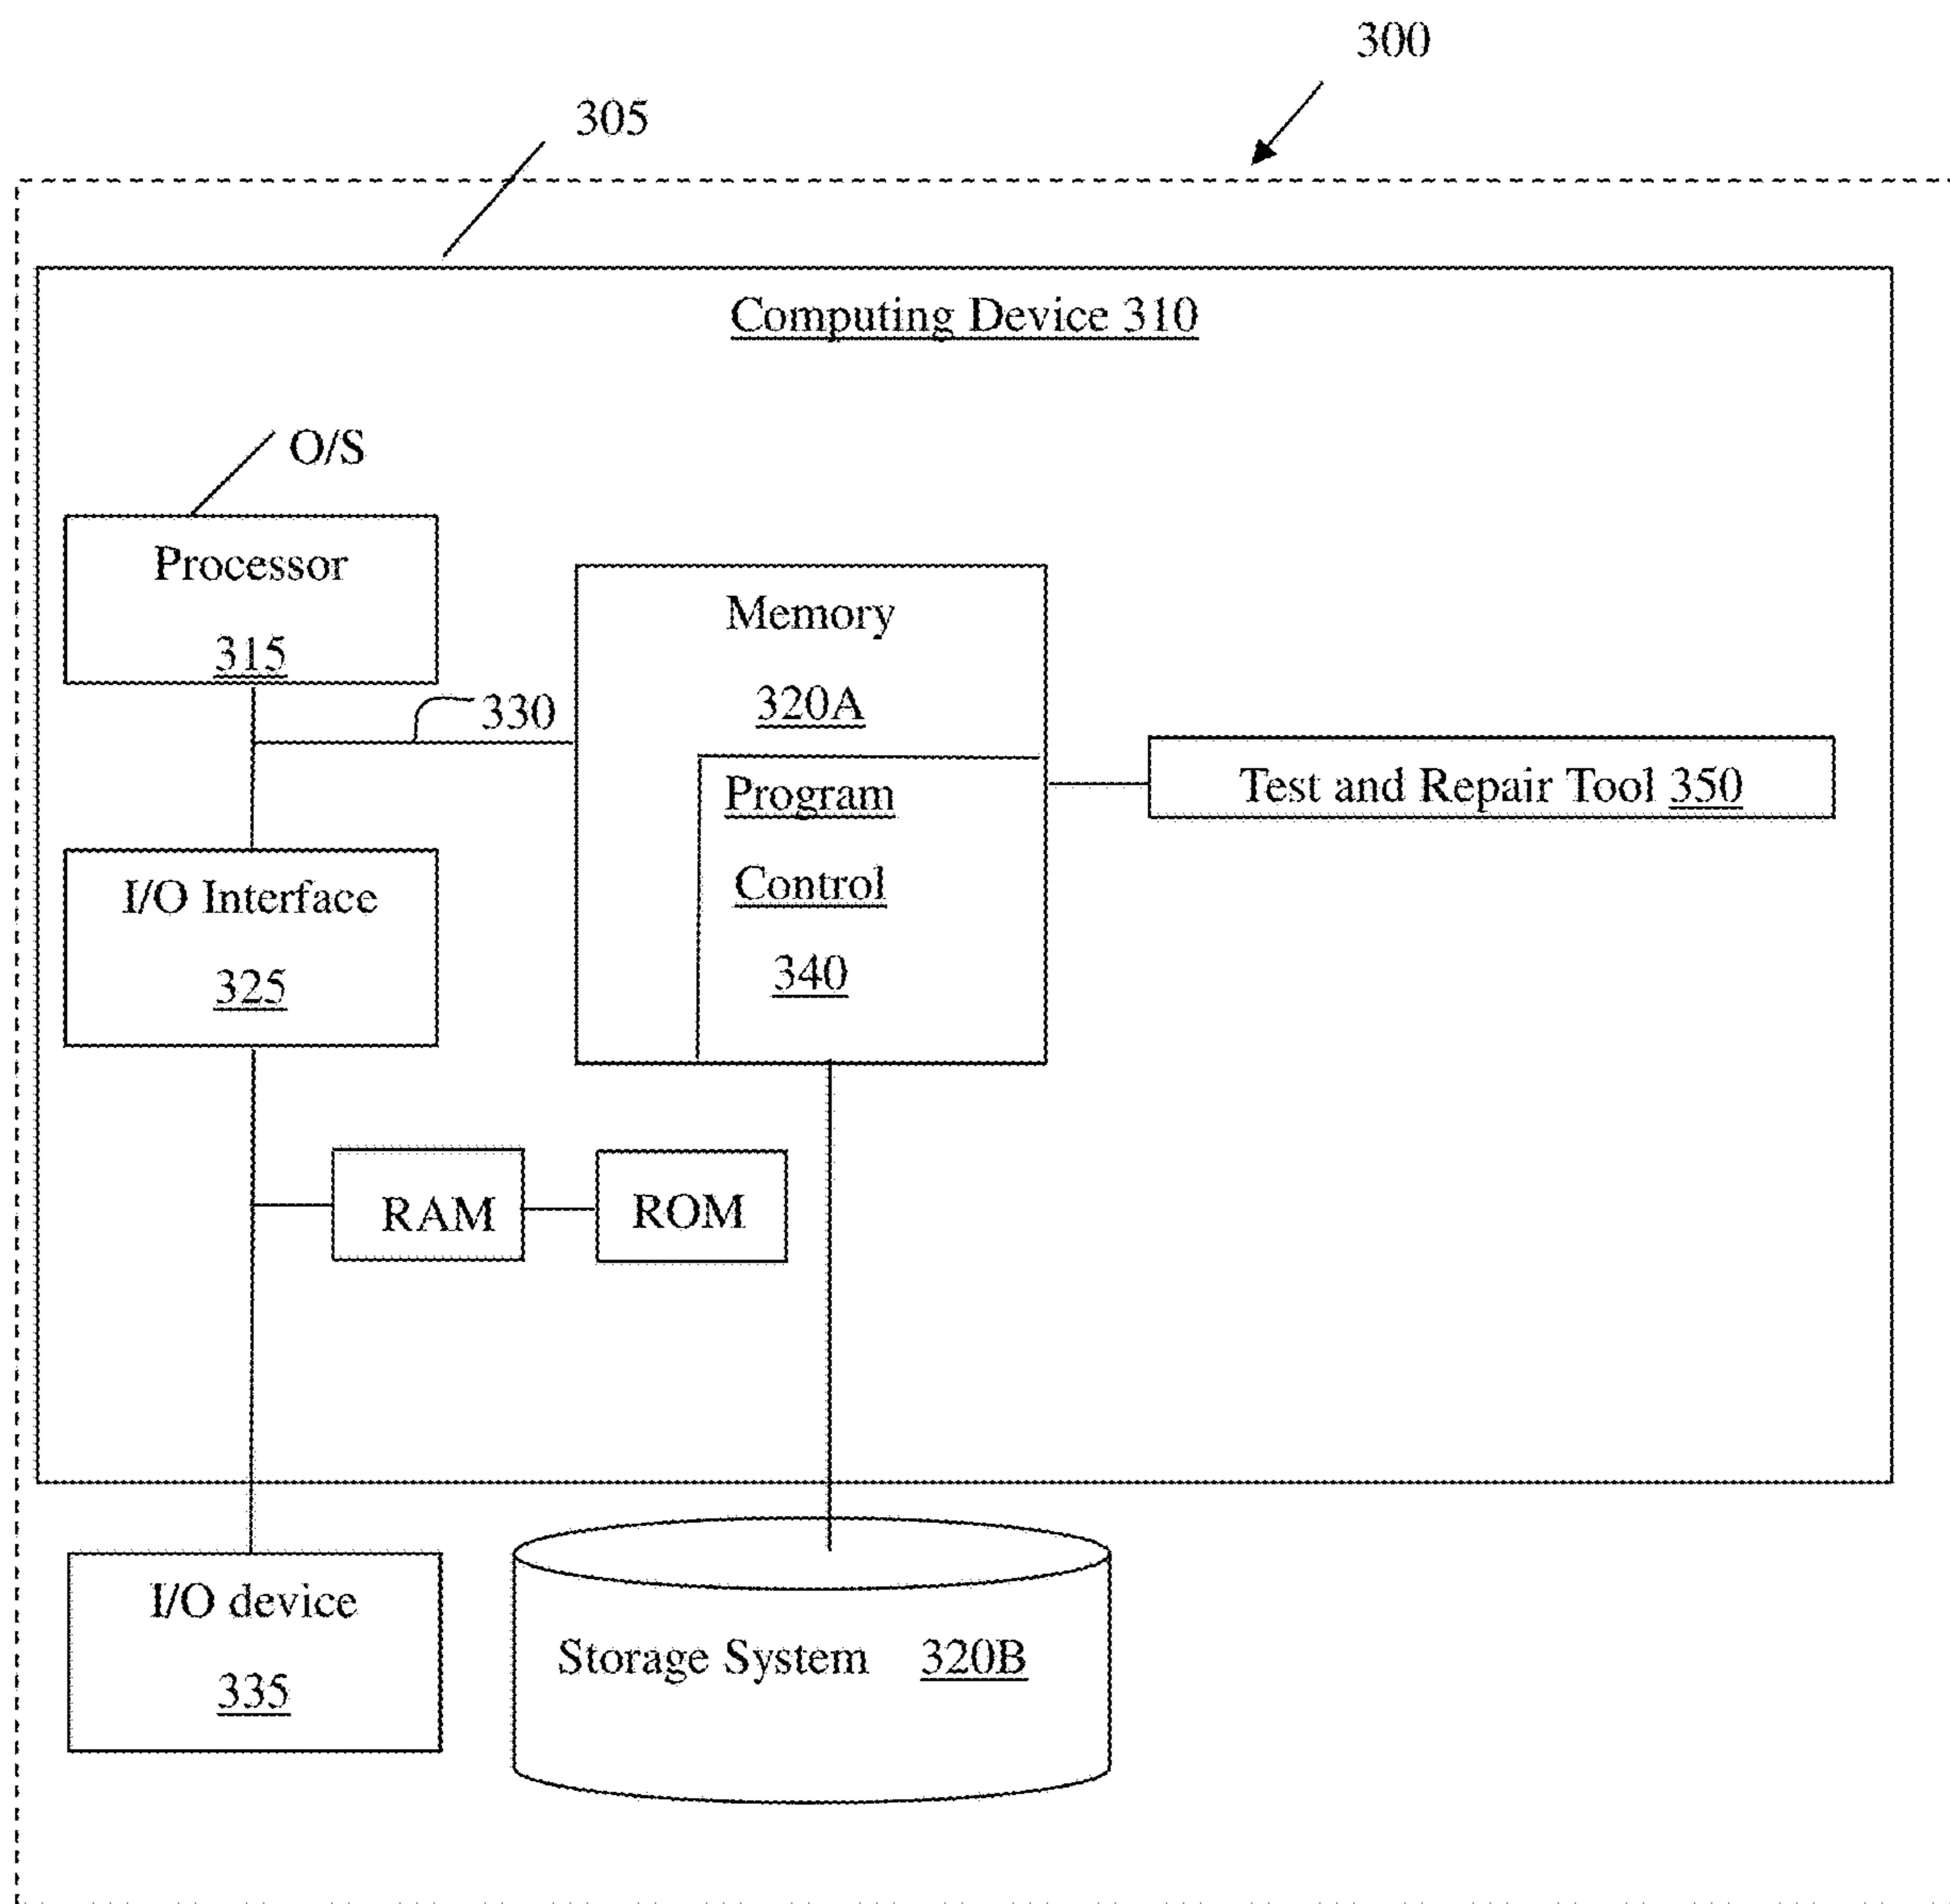 300
305
Computing Device 310
O/S
Processor
315
330
Memory
320A
Program
Control
340
Test and Repair Tool 350
I/O Interface
325
RAM
ROM
I/O device
335
Storage System 320B